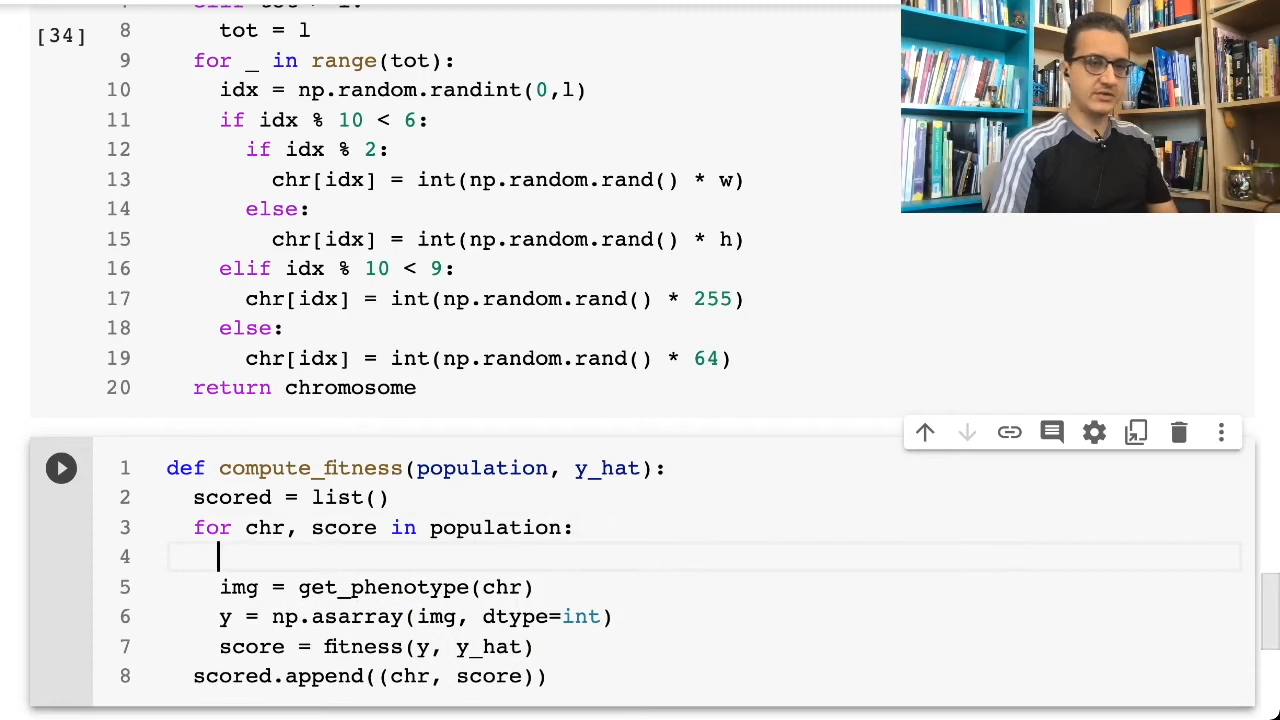 [34]
8 tot = l
9 for _ in range(tot):
10 idx = np.random.randint(0,l)
11 if idx % 10 < 6:
12 if idx % 2:
13 chr[idx] = int(np.random.rand() * w)
14 else:
15 chr[idx] = int(np.random.rand() * h)
16 elif idx % 10 < 9:
17 chr[idx] = int(np.random.rand() * 255)
18 else:
19 chr[idx] = int(np.random.rand() * 64)
20 return chromosome
1 def compute_fitness(population, y_hat):
2 scored = list()
3 for chr, score in population:
4
5 img = get_phenotype(chr)
6 y = np.asarray(img, dtype=int)
7 score = fitness(y, y_hat)
8 scored.append((chr, score))